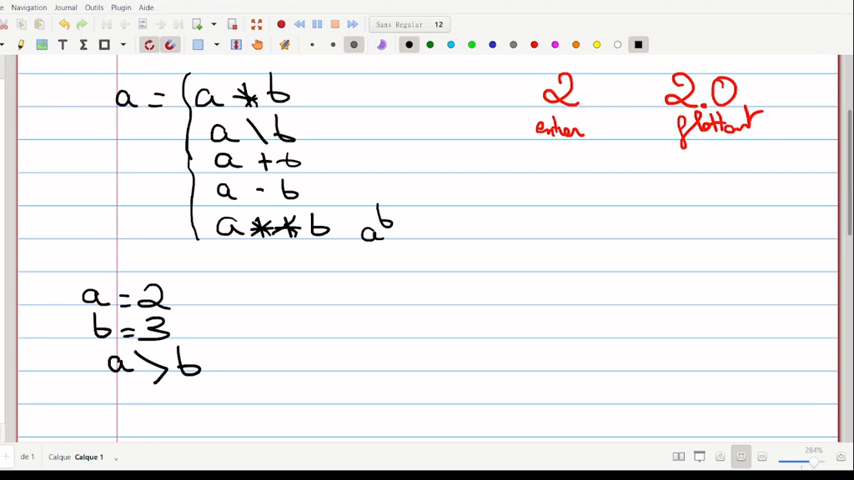 Navigation Journal Outils Plugin Aide
Sans Regular 12
a = { a * b
a \ b
a + b
a - b
a ** b a^b
2 2.0
entier flottant
a = 2
b = 3
a > b
de 1 Calque Calque 1
284%